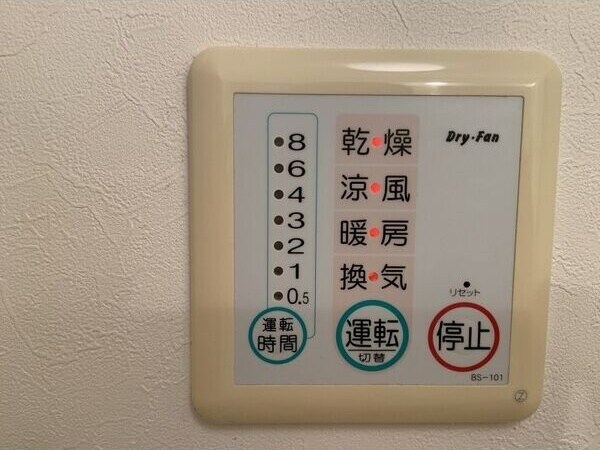 8
6
4
3
2
1
0.5
運転
時間
乾・燥
涼・風
暖・房
換・気
運転
切替
Dry・Fan
リセット
停止
BS-101
Z